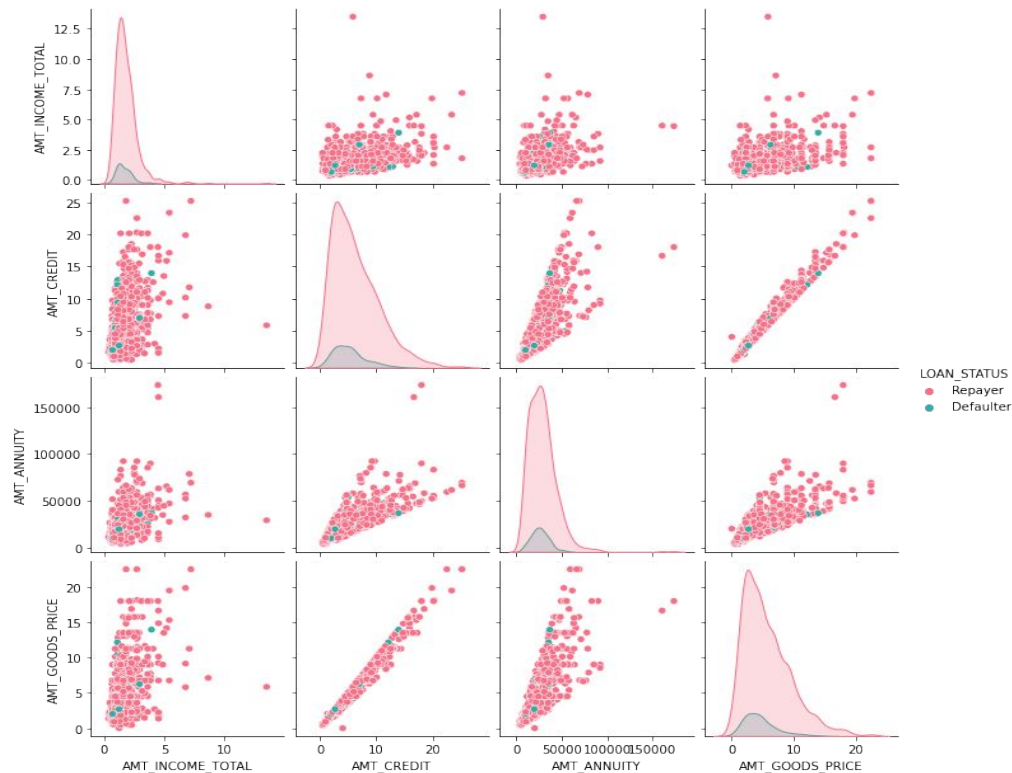 12.5
10.0
7.5
5.0
2.5
0.0
AMT_INCOME_TOTAL
25
20
15
10
5
0
AMT_CREDIT
150000
100000
50000
0
AMT_ANNUITY
20
15
10
5
0
AMT_GOODS_PRICE
0 5 10
AMT_INCOME_TOTAL
0 10 20
AMT_CREDIT
0 50000 100000 150000
AMT_ANNUITY
0 10 20
AMT_GOODS_PRICE
LOAN_STATUS
Repayer
Defaulter